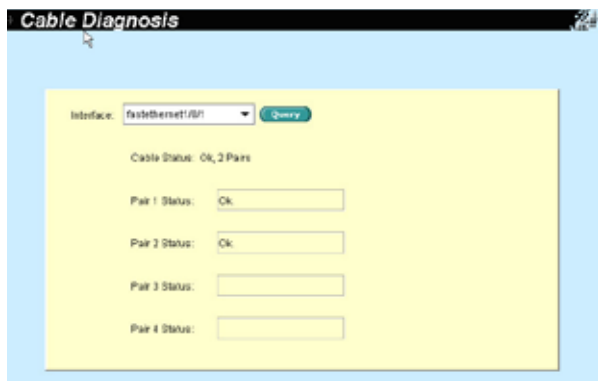 Cable Diagnosis
Interface: fastethernet1/0/1 Query
Cable Status: Ok, 2 Pairs
Pair 1 Status: Ok
Pair 2 Status: Ok
Pair 3 Status:
Pair 4 Status: